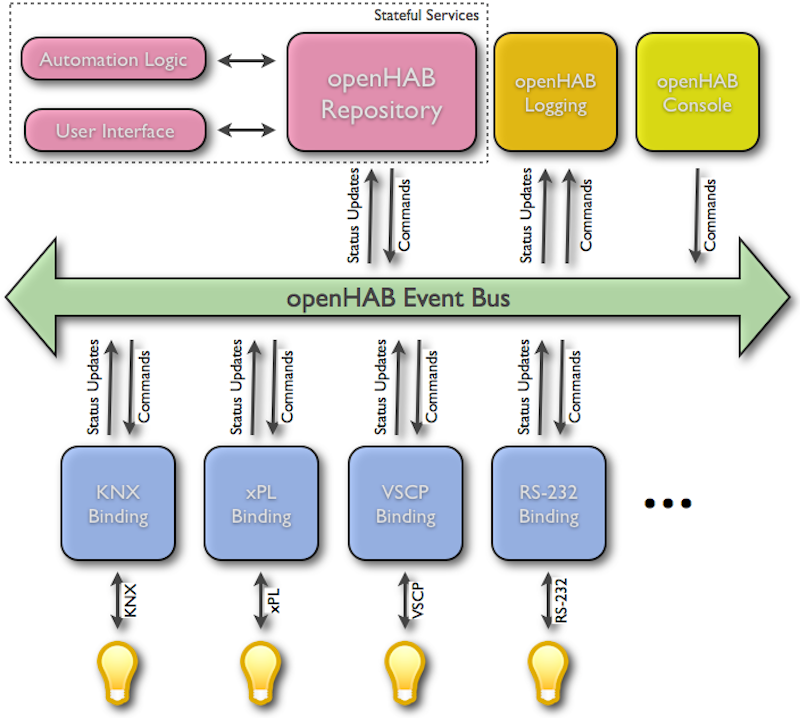 Stateful Services
Automation Logic
User Interface
openHAB
Repository
openHAB
Logging
openHAB
Console
Status Updates
Commands
Status Updates
Commands
Commands
openHAB Event Bus
Status Updates
Commands
Status Updates
Commands
Status Updates
Commands
Status Updates
Commands
KNX
Binding
xPL
Binding
VSCP
Binding
RS-232
Binding
...
KNX
xPL
VSCP
RS-232